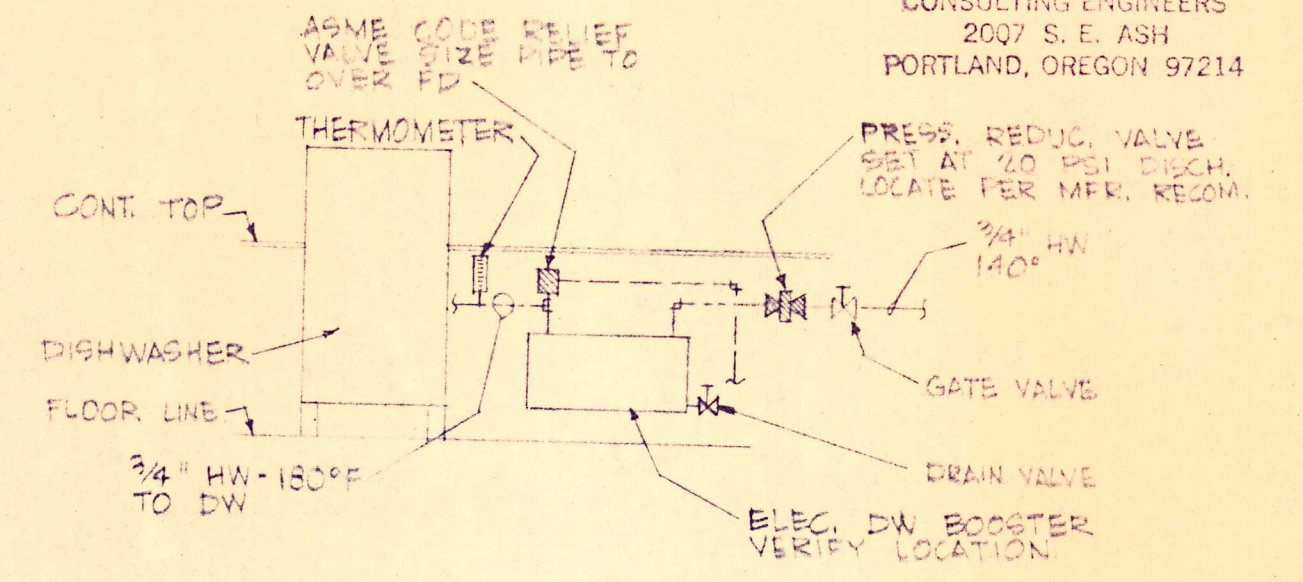 CONSULTING ENGINEERS
2007 S. E. ASH
PORTLAND, OREGON 97214
ASME CODE RELIEF
VALVE SIZE PIPE TO
OVER FD
THERMOMETER
PRESS. REDUC. VALVE
SET AT 20 PSI DISCH.
LOCATE PER MFR. RECOM.
CONT. TOP
3/4" HW
140°
DISHWASHER
GATE VALVE
FLOOR LINE
3/4" HW - 180°F
TO DW
DRAIN VALVE
ELEC. DW BOOSTER
VERIFY LOCATION.